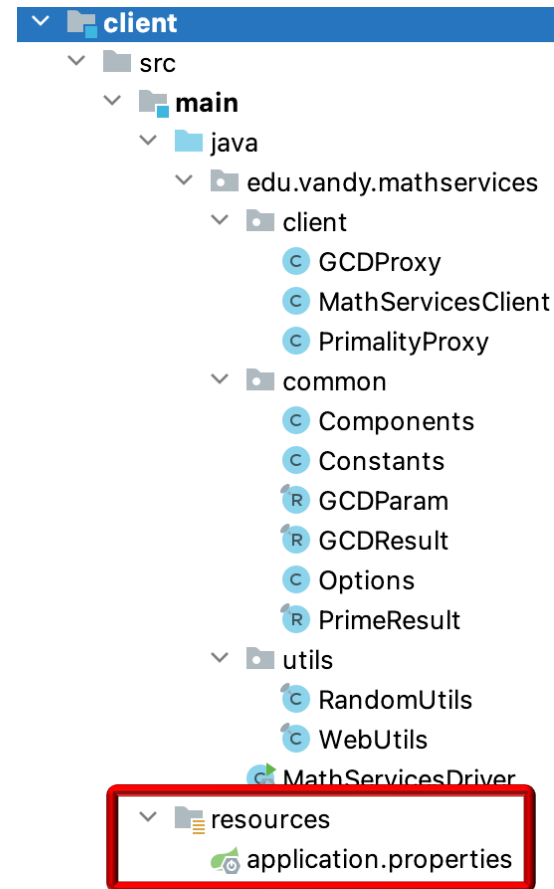 client
src
main
java
edu.vandy.mathservices
client
C GCDProxy
C MathServicesClient
C PrimalityProxy
common
C Components
C Constants
R GCDParam
R GCDResult
C Options
R PrimeResult
utils
C RandomUtils
C WebUtils
C MathServicesDriver
resources
application.properties